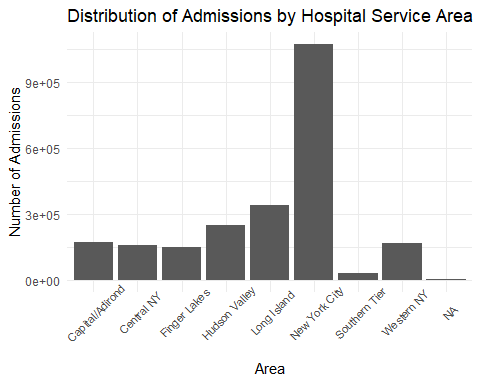 Distribution of Admissions by Hospital Service Area
Number of Admissions
9e+05
6e+05
3e+05
0e+00
Capital/Adirond
Central NY
Finger Lakes
Hudson Valley
Long Island
New York City
Southern Tier
Western NY
NA
Area